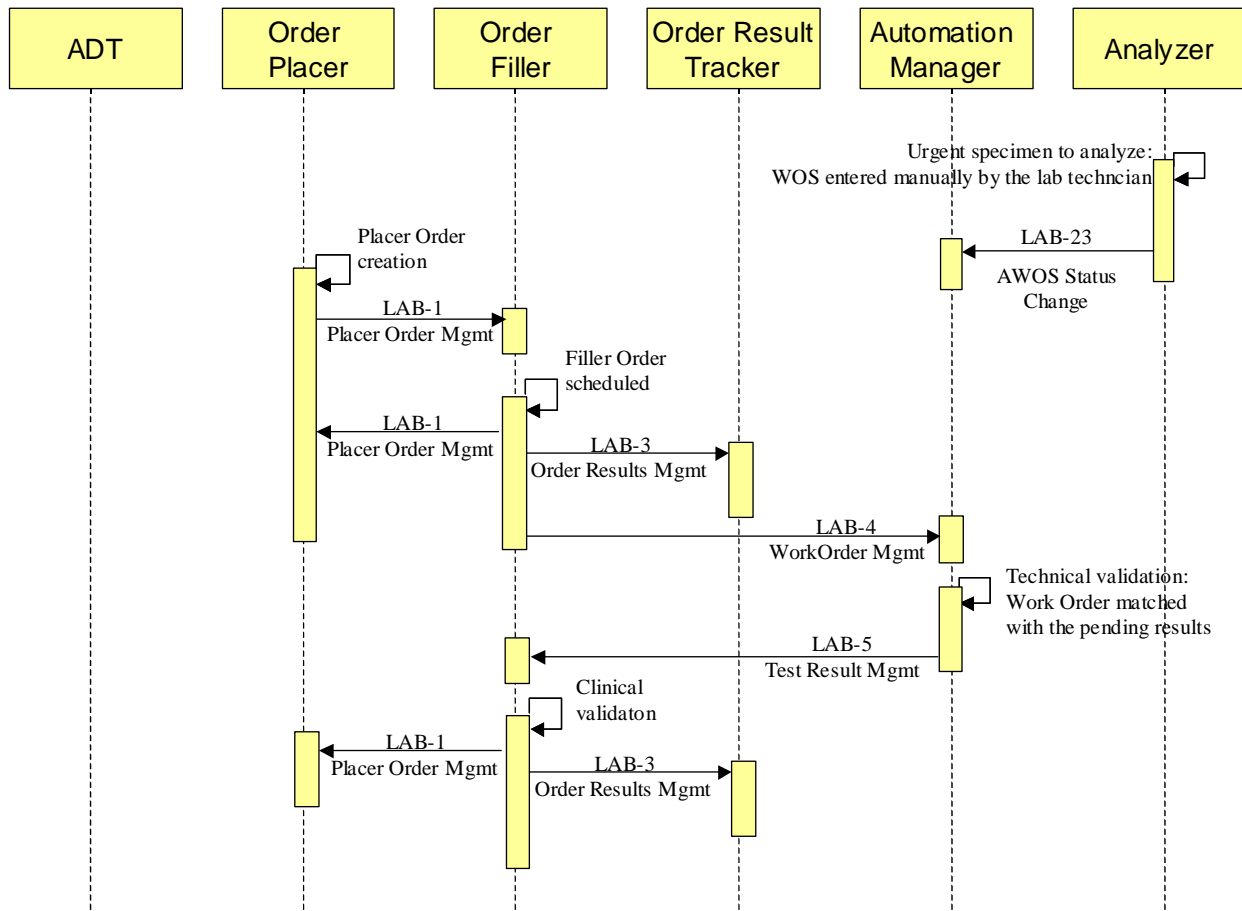 ADT
Order
Placer
Order
Filler
Order Result
Tracker
Automation
Manager
Analyzer
Urgent specimen to analyze:
WOS entered manually by the lab techncian
LAB-23
AWOS Status
Change
Placer Order
creation
LAB-1
Placer Order Mgmt
Filler Order
scheduled
LAB-1
Placer Order Mgmt
LAB-3
Order Results Mgmt
LAB-4
WorkOrder Mgmt
Technical validation:
Work Order matched
with the pending results
LAB-5
Test Result Mgmt
Clinical
validaton
LAB-1
Placer Order Mgmt
LAB-3
Order Results Mgmt